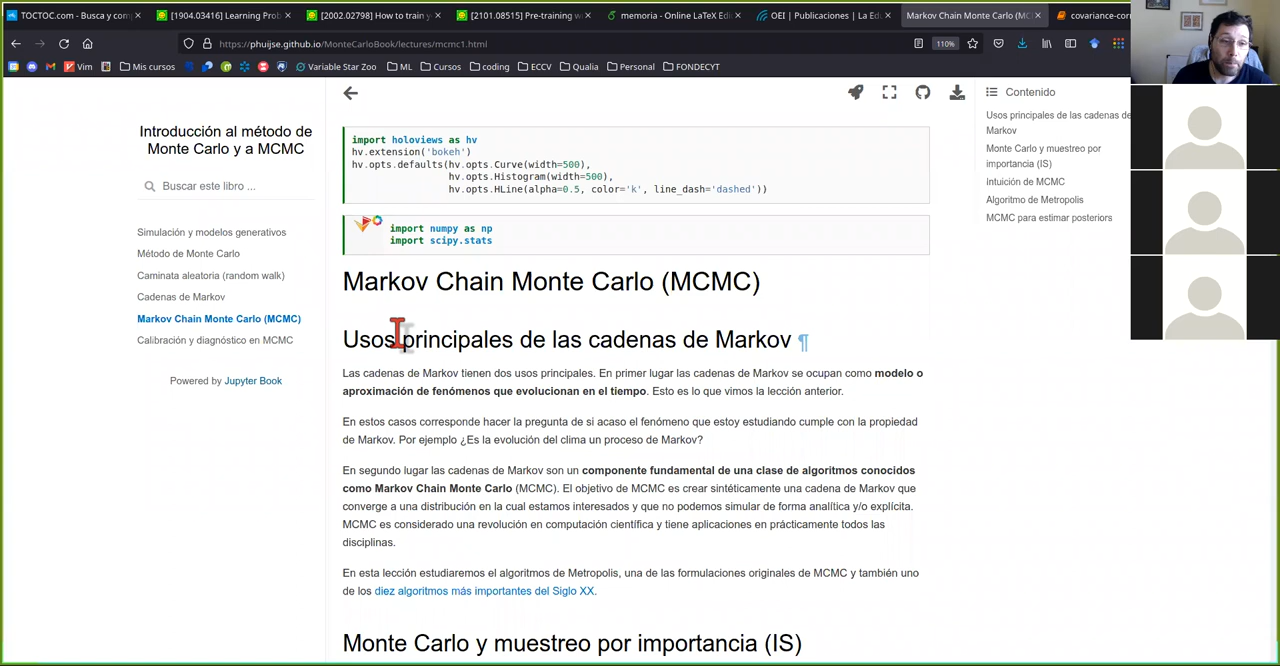 TOCTOC.com - Busca y com
[1904.03416] Learning Prob
[2002.02798] How to train y
[2101.08515] Pre-training w
memoria - Online LaTeX Edi
OEI | Publicaciones | La Edu
Markov Chain Monte Carlo (MC
covariance-corr
https://phuijse.github.io/MonteCarloBook/lectures/mcmc1.html
110%
Vim
Mis cursos
Variable Star Zoo
ML
Cursos
coding
ECCV
Qualia
Personal
FONDECYT
Introducción al método de
Monte Carlo y a MCMC
Buscar este libro ...
Simulación y modelos generativos
Método de Monte Carlo
Caminata aleatoria (random walk)
Cadenas de Markov
Markov Chain Monte Carlo (MCMC)
Calibración y diagnóstico en MCMC
Powered by Jupyter Book
import holoviews as hv
hv.extension('bokeh')
hv.opts.defaults(hv.opts.Curve(width=500),
hv.opts.Histogram(width=500),
hv.opts.HLine(alpha=0.5, color='k', line_dash='dashed'))
import numpy as np
import scipy.stats
Markov Chain Monte Carlo (MCMC)
Usos principales de las cadenas de Markov ¶
Las cadenas de Markov tienen dos usos principales. En primer lugar las cadenas de Markov se ocupan como modelo o
aproximación de fenómenos que evolucionan en el tiempo. Esto es lo que vimos la lección anterior.
En estos casos corresponde hacer la pregunta de si acaso el fenómeno que estoy estudiando cumple con la propiedad
de Markov. Por ejemplo ¿Es la evolución del clima un proceso de Markov?
En segundo lugar las cadenas de Markov son un componente fundamental de una clase de algoritmos conocidos
como Markov Chain Monte Carlo (MCMC). El objetivo de MCMC es crear sintéticamente una cadena de Markov que
converge a una distribución en la cual estamos interesados y que no podemos simular de forma analítica y/o explícita.
MCMC es considerado una revolución en computación científica y tiene aplicaciones en prácticamente todos las
disciplinas.
En esta lección estudiaremos el algoritmos de Metropolis, una de las formulaciones originales de MCMC y también uno
de los diez algoritmos más importantes del Siglo XX.
Monte Carlo y muestreo por importancia (IS)
Contenido
Usos principales de las cadenas de
Markov
Monte Carlo y muestreo por
importancia (IS)
Intuición de MCMC
Algoritmo de Metropolis
MCMC para estimar posteriors